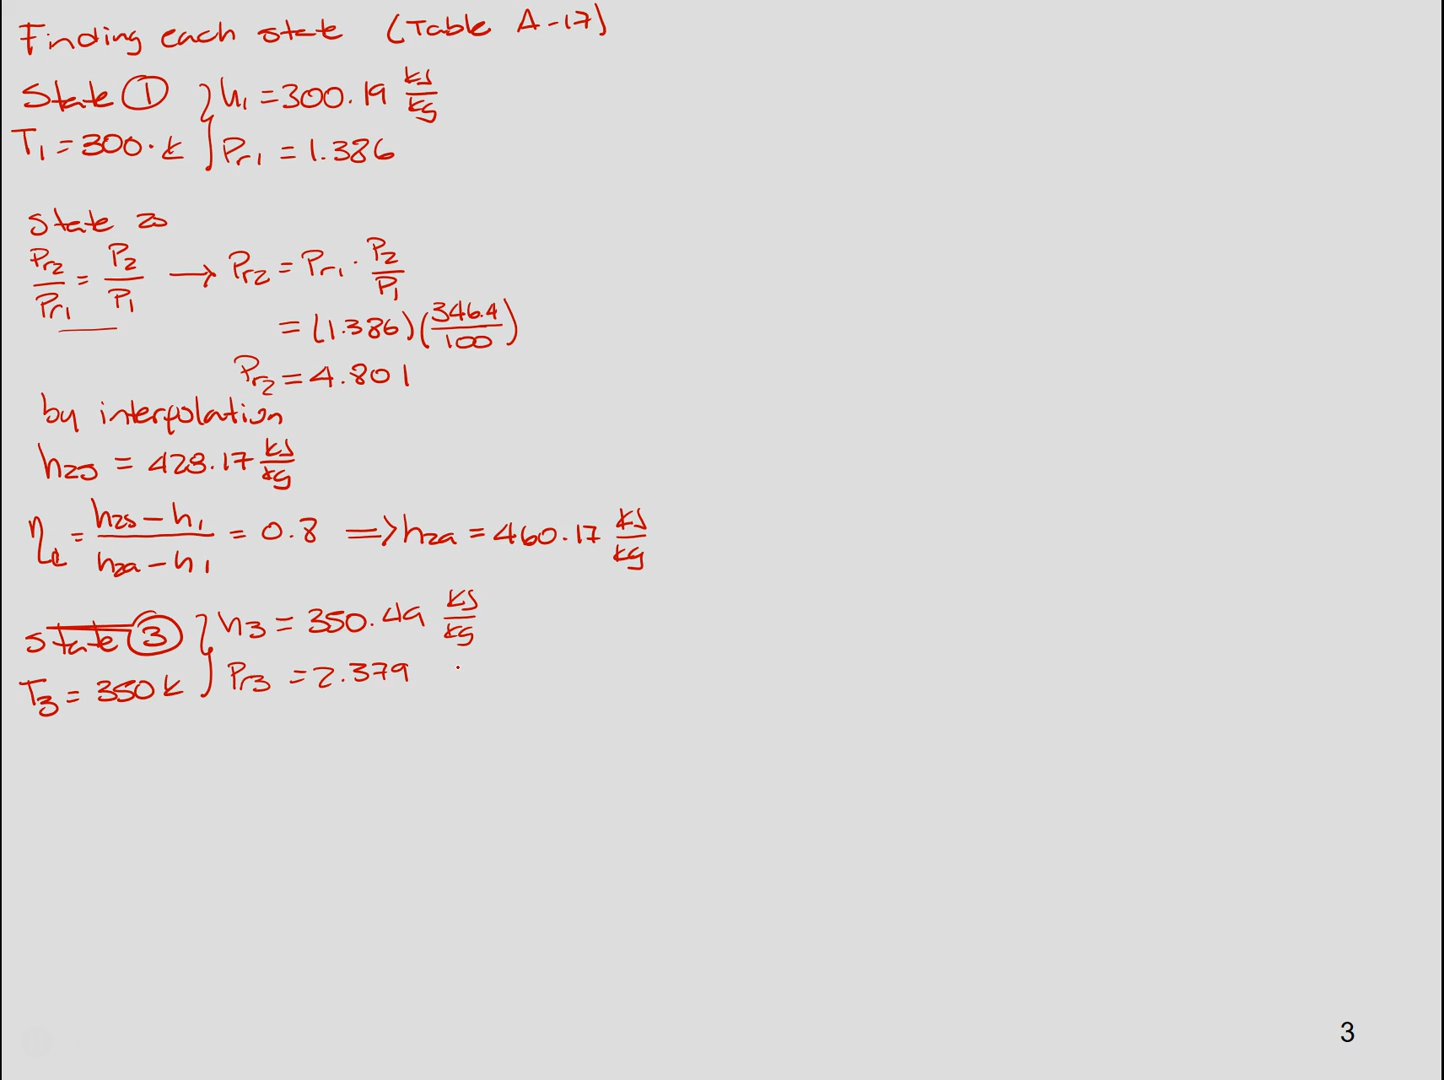 Finding each state (Table A-17)
State ① } h₁ = 300.19 kJ/kg
T₁ = 300. K } Pr₁ = 1.386
state 2s
Pr₂/Pr₁ = P₂/P₁ → Pr₂ = Pr₁ · P₂/P₁
= (1.386)(346.4/100)
Pr₂ = 4.801
by interpolation
h₂s = 428.17 kJ/kg
η_c = (h₂s – h₁)/(h₂a – h₁) = 0.8 ⇒ h₂a = 460.17 kJ/kg
state ③ } h₃ = 350.49 kJ/kg
T₃ = 350 K } Pr₃ = 2.379
3